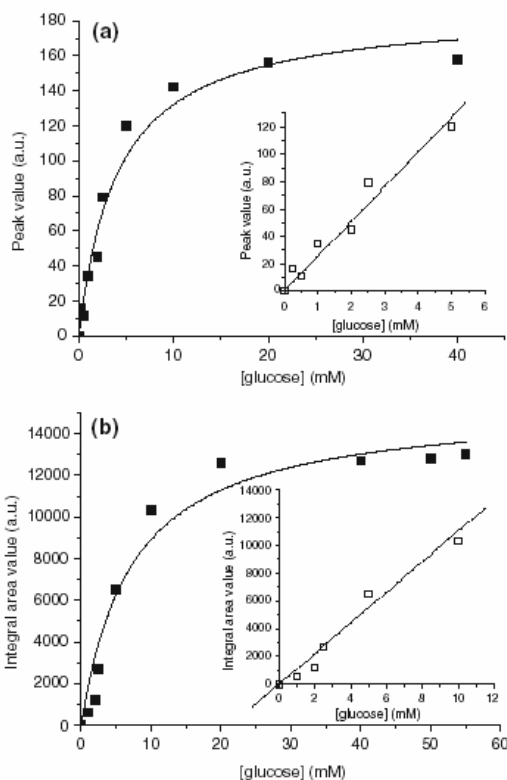 (a)
180
160
140
120
100
80
60
40
20
0
Peak value (a.u.)
0 10 20 30 40
[glucose] (mM)
120
100
80
60
40
20
0
Peak value (a.u.)
0 1 2 3 4 5 6
[glucose] (mM)
(b)
14000
12000
10000
8000
6000
4000
2000
0
Integral area value (a.u.)
0 10 20 30 40 50 60
[glucose] (mM)
14000
12000
10000
8000
6000
4000
2000
0
Integral area value (a.u.)
0 2 4 6 8 10 12
[glucose] (mM)